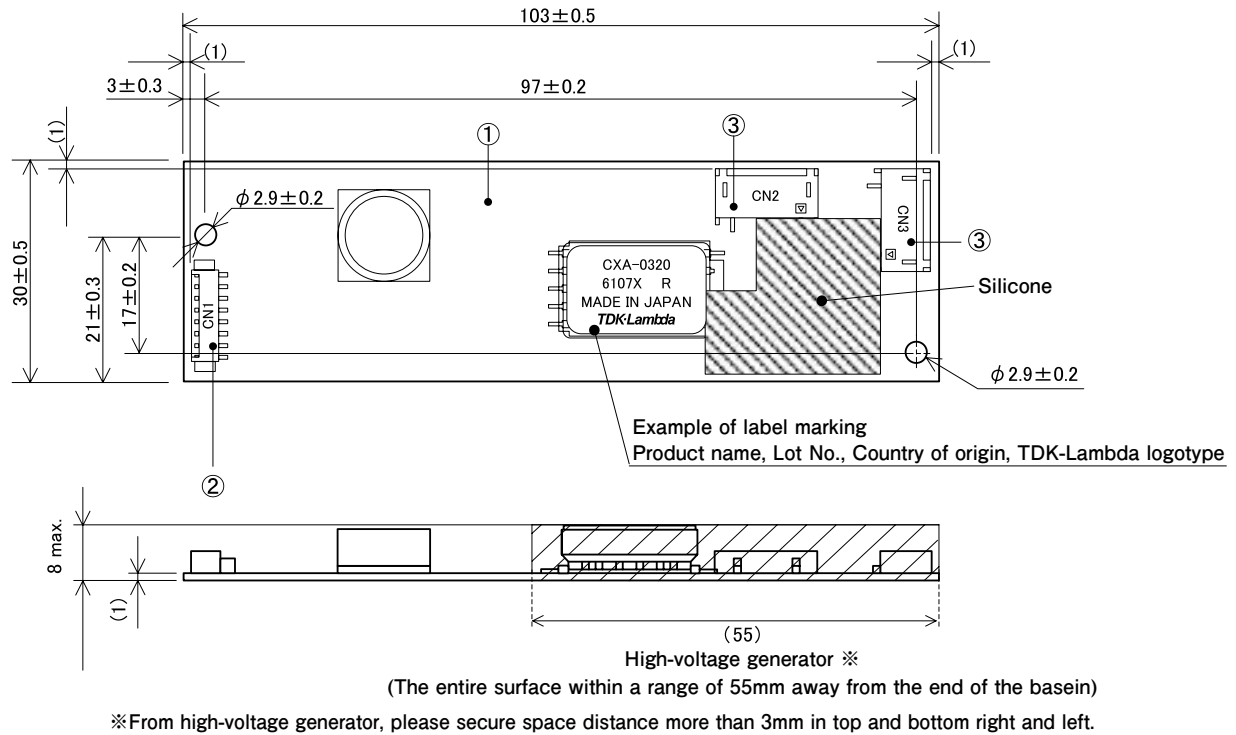 103±0.5
(1)
(1)
3±0.3
97±0.2
(1)
①
③
φ2.9±0.2
CN2
CN3
③
30±0.5
21±0.3
17±0.2
CN1
CXA-0320
6107X R
MADE IN JAPAN
TDK·Lambda
Silicone
φ2.9±0.2
Example of label marking
Product name, Lot No., Country of origin, TDK-Lambda logotype
②
8 max.
(1)
(55)
High-voltage generator ※
(The entire surface within a range of 55mm away from the end of the basein)
※From high-voltage generator, please secure space distance more than 3mm in top and bottom right and left.